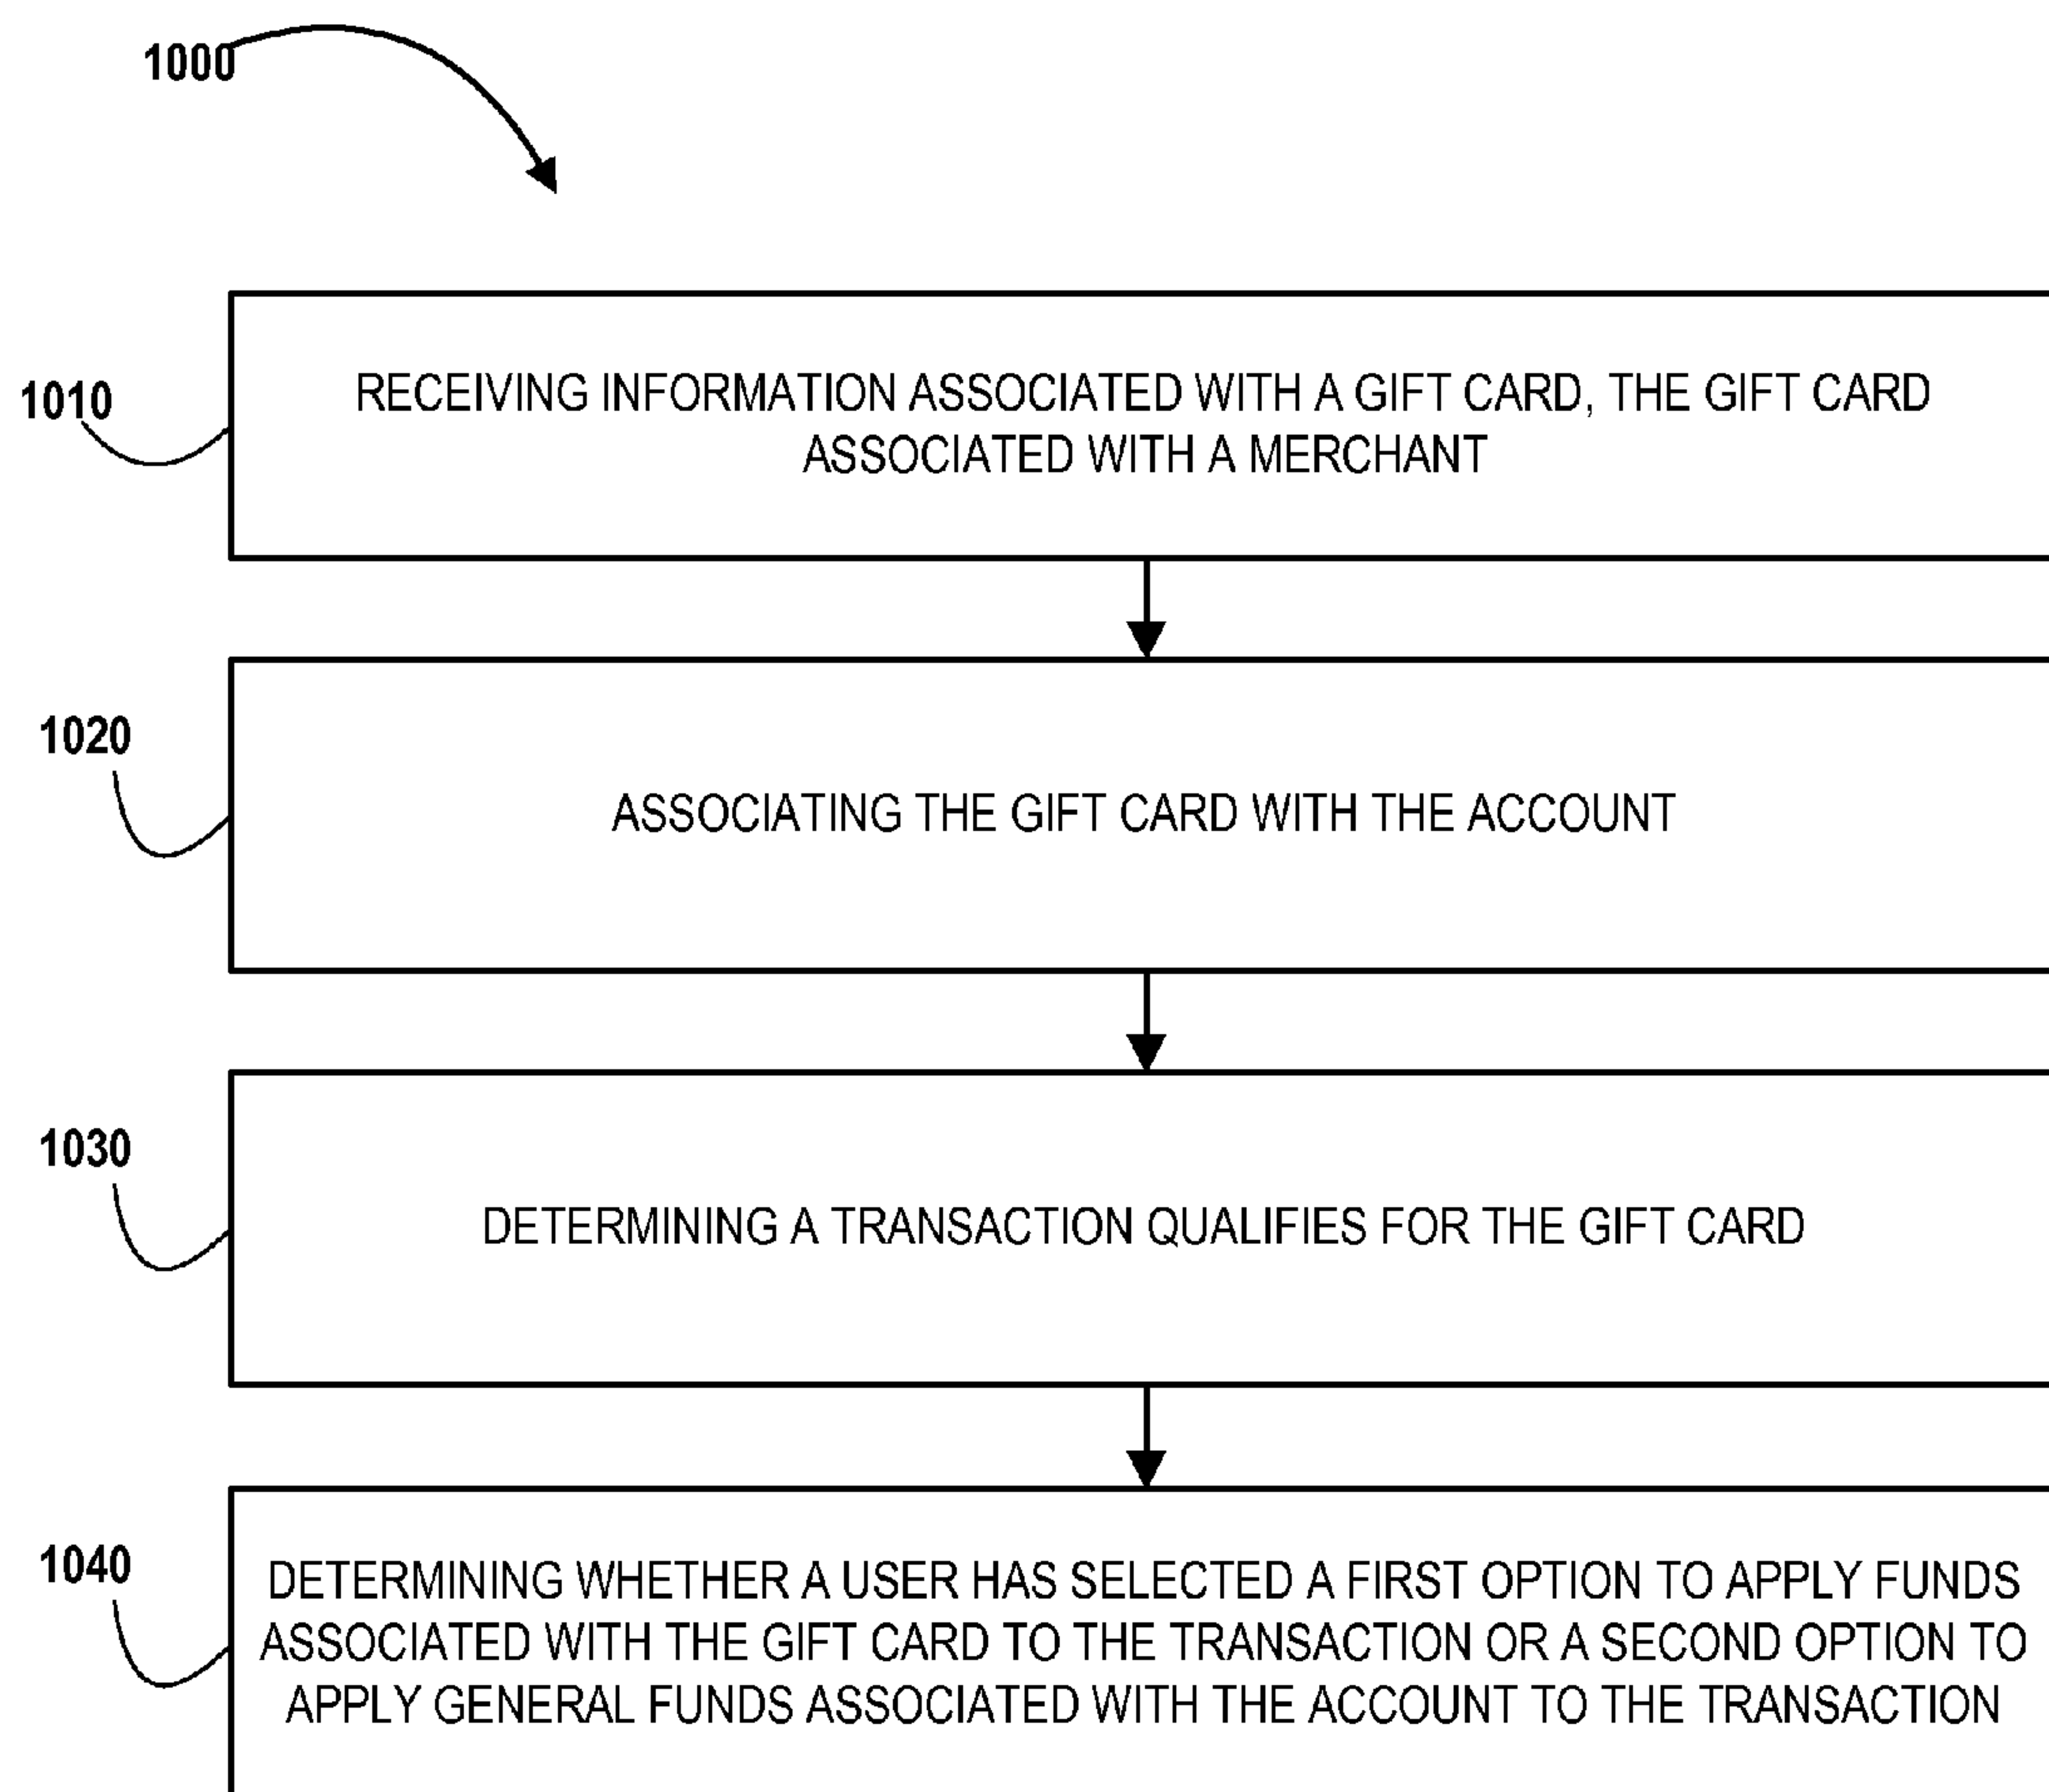 1000
1010
RECEIVING INFORMATION ASSOCIATED WITH A GIFT CARD, THE GIFT CARD
ASSOCIATED WITH A MERCHANT
1020
ASSOCIATING THE GIFT CARD WITH THE ACCOUNT
1030
DETERMINING A TRANSACTION QUALIFIES FOR THE GIFT CARD
1040
DETERMINING WHETHER A USER HAS SELECTED A FIRST OPTION TO APPLY FUNDS
ASSOCIATED WITH THE GIFT CARD TO THE TRANSACTION OR A SECOND OPTION TO
APPLY GENERAL FUNDS ASSOCIATED WITH THE ACCOUNT TO THE TRANSACTION